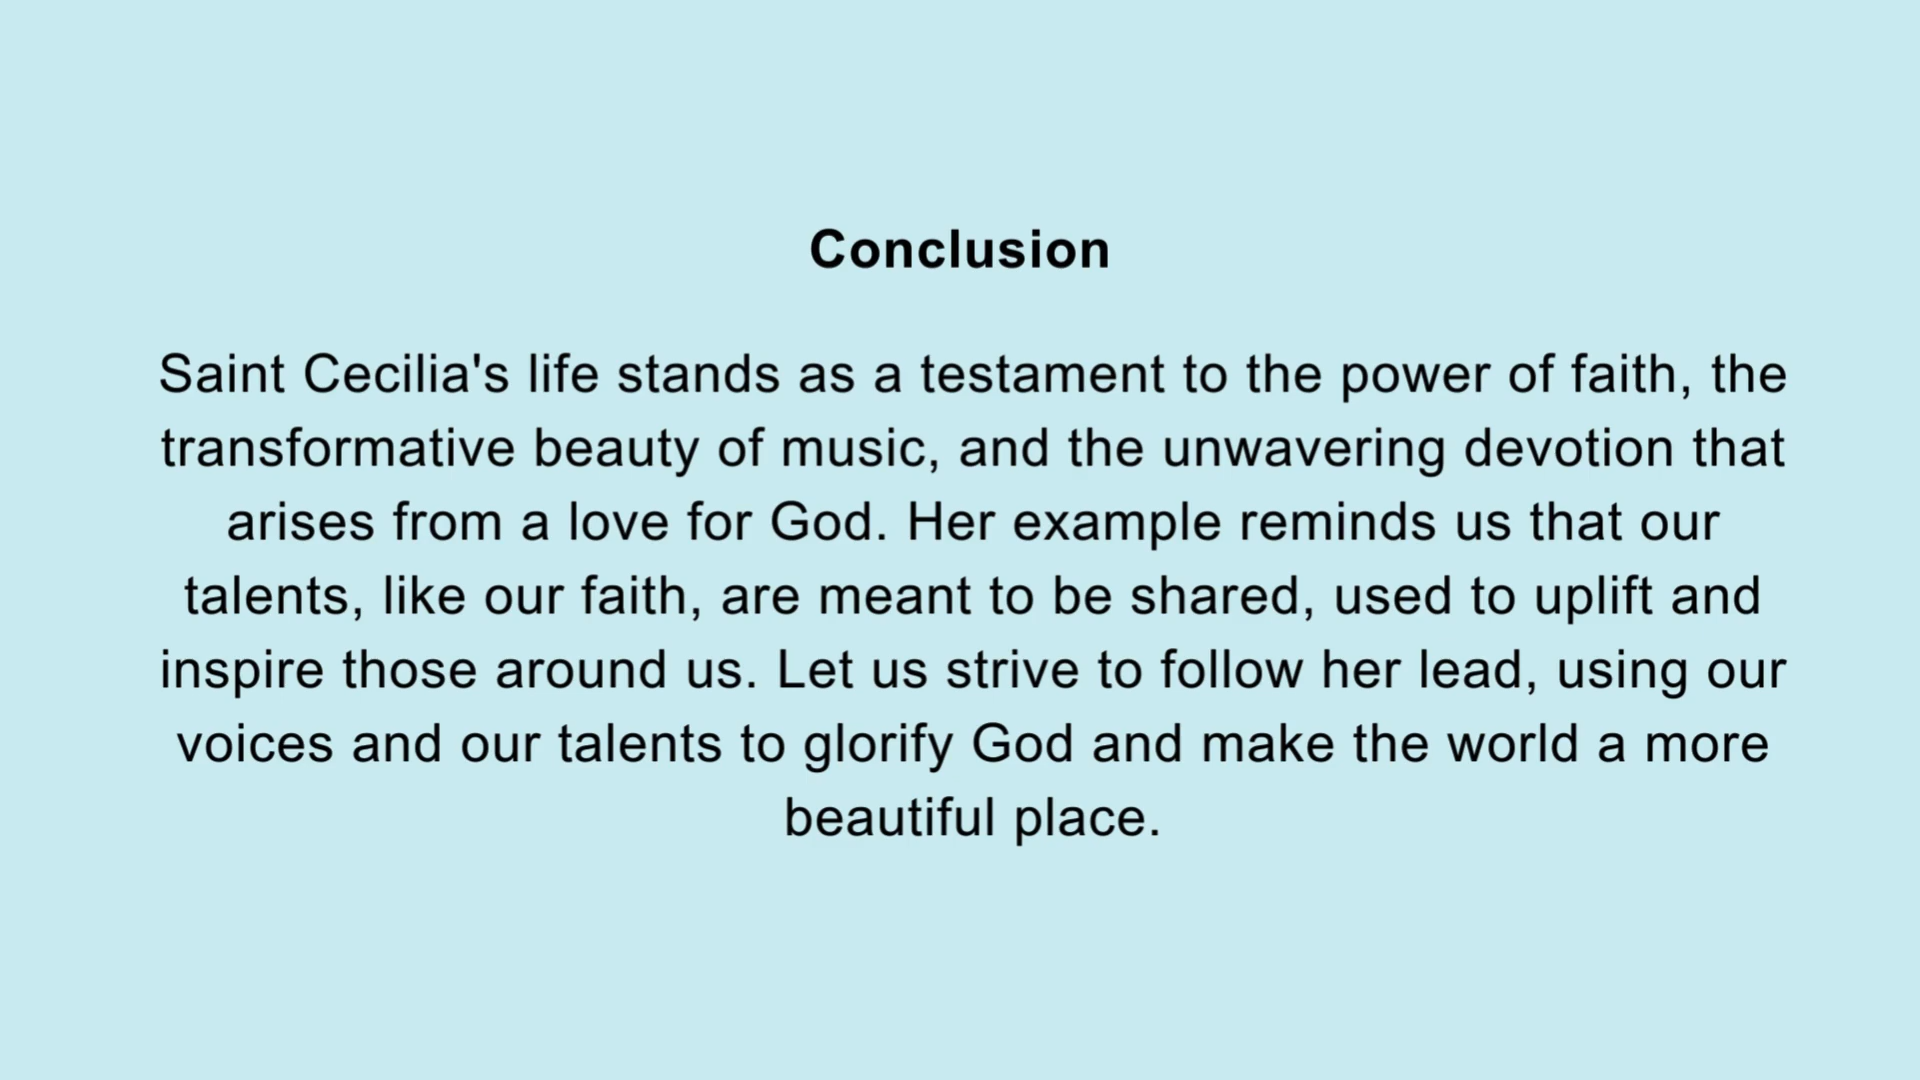 Conclusion
Saint Cecilia's life stands as a testament to the power of faith, the
transformative beauty of music, and the unwavering devotion that
arises from a love for God. Her example reminds us that our
talents, like our faith, are meant to be shared, used to uplift and
inspire those around us. Let us strive to follow her lead, using our
voices and our talents to glorify God and make the world a more
beautiful place.